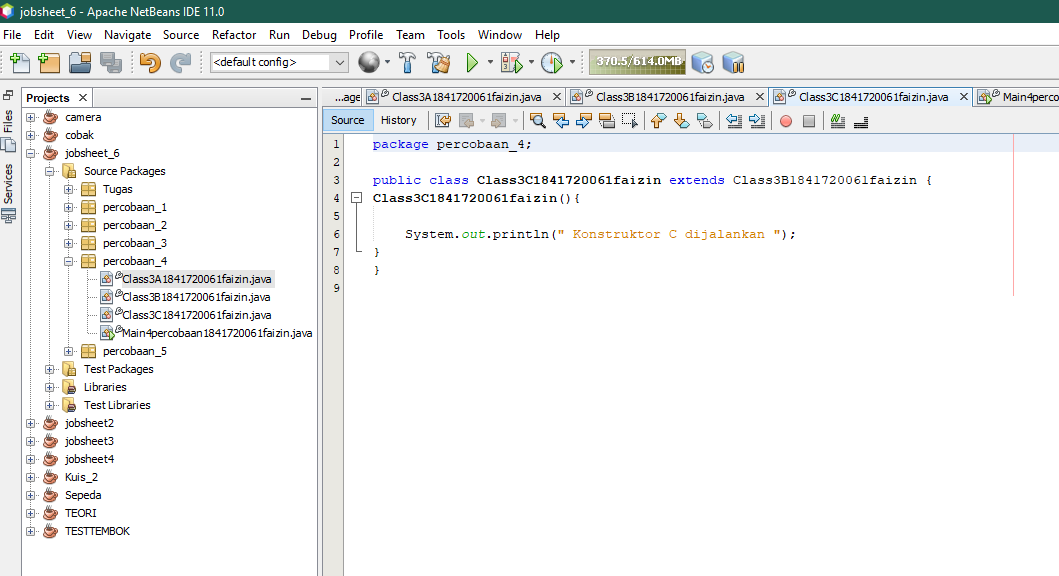 jobsheet_6 - Apache NetBeans IDE 11.0
File Edit View Navigate Source Refactor Run Debug Profile Team Tools Window Help
<default config>
370.5/614.0MB
Files
Services
Projects
camera
cobak
jobsheet_6
Source Packages
Tugas
percobaan_1
percobaan_2
percobaan_3
percobaan_4
Class3A1841720061faizin.java
Class3B1841720061faizin.java
Class3C1841720061faizin.java
Main4percobaan1841720061faizin.java
percobaan_5
Test Packages
Libraries
Test Libraries
jobsheet2
jobsheet3
jobsheet4
Kuis_2
Sepeda
TEORI
TESTTEMBOK
...age Class3A1841720061faizin.java Class3B1841720061faizin.java Class3C1841720061faizin.java Main4perco
Source History
1 package percobaan_4;
2
3 public class Class3C1841720061faizin extends Class3B1841720061faizin {
4 Class3C1841720061faizin(){
5
6 System.out.println(" Konstruktor C dijalankan ");
7 }
8 }
9